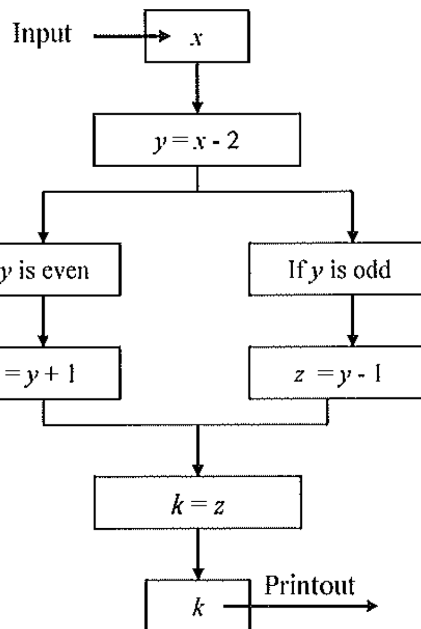 Input
x
y = x - 2
y is even
If y is odd
= y + 1
z = y - 1
k = z
k
Printout